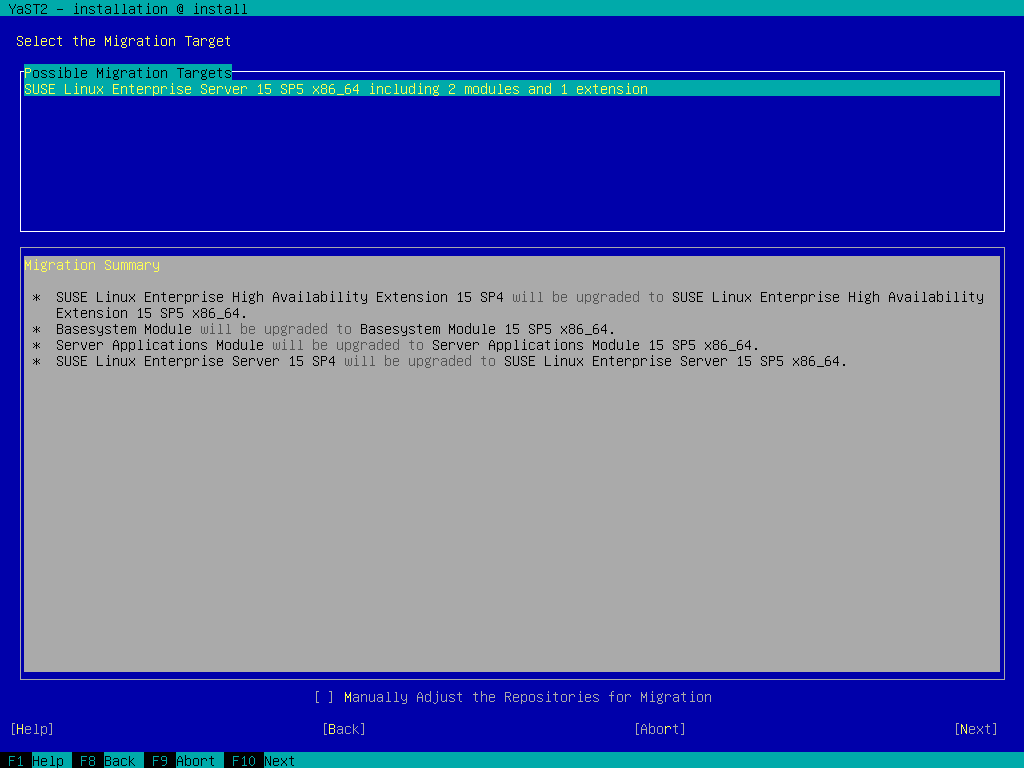 YaST2 - installation @ install
Select the Migration Target
Possible Migration Targets
SUSE Linux Enterprise Server 15 SP5 x86_64 including 2 modules and 1 extension
Migration Summary
* SUSE Linux Enterprise High Availability Extension 15 SP4 will be upgraded to SUSE Linux Enterprise High Availability
Extension 15 SP5 x86_64.
* Basesystem Module will be upgraded to Basesystem Module 15 SP5 x86_64.
* Server Applications Module will be upgraded to Server Applications Module 15 SP5 x86_64.
* SUSE Linux Enterprise Server 15 SP4 will be upgraded to SUSE Linux Enterprise Server 15 SP5 x86_64.
[ ] Manually Adjust the Repositories for Migration
[Help] [Back] [Abort] [Next]
F1 Help F8 Back F9 Abort F10 Next